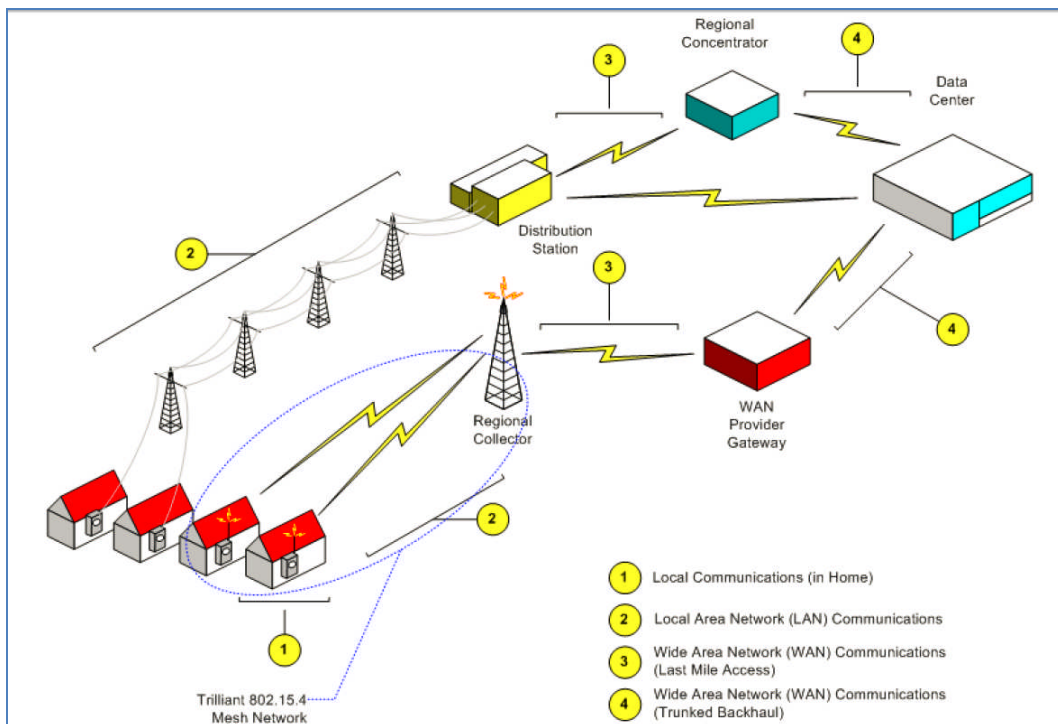 Regional
Concentrator
4
3
Data
Center
2
Distribution
Station
3
4
Regional
Collector
WAN
Provider
Gateway
2
1
Trilliant 802.15.4
Mesh Network
1 Local Communications (in Home)
2 Local Area Network (LAN) Communications
3 Wide Area Network (WAN) Communications
(Last Mile Access)
4 Wide Area Network (WAN) Communications
(Trunked Backhaul)